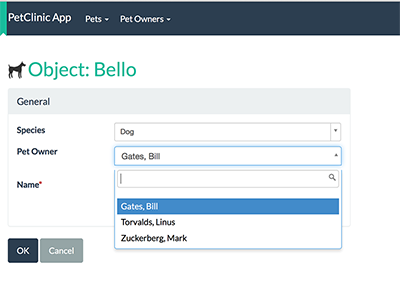 PetClinic App Pets Pet Owners
Object: Bello
General
Species Dog
Pet Owner Gates, Bill
Name*
Gates, Bill
Torvalds, Linus
Zuckerberg, Mark
OK Cancel